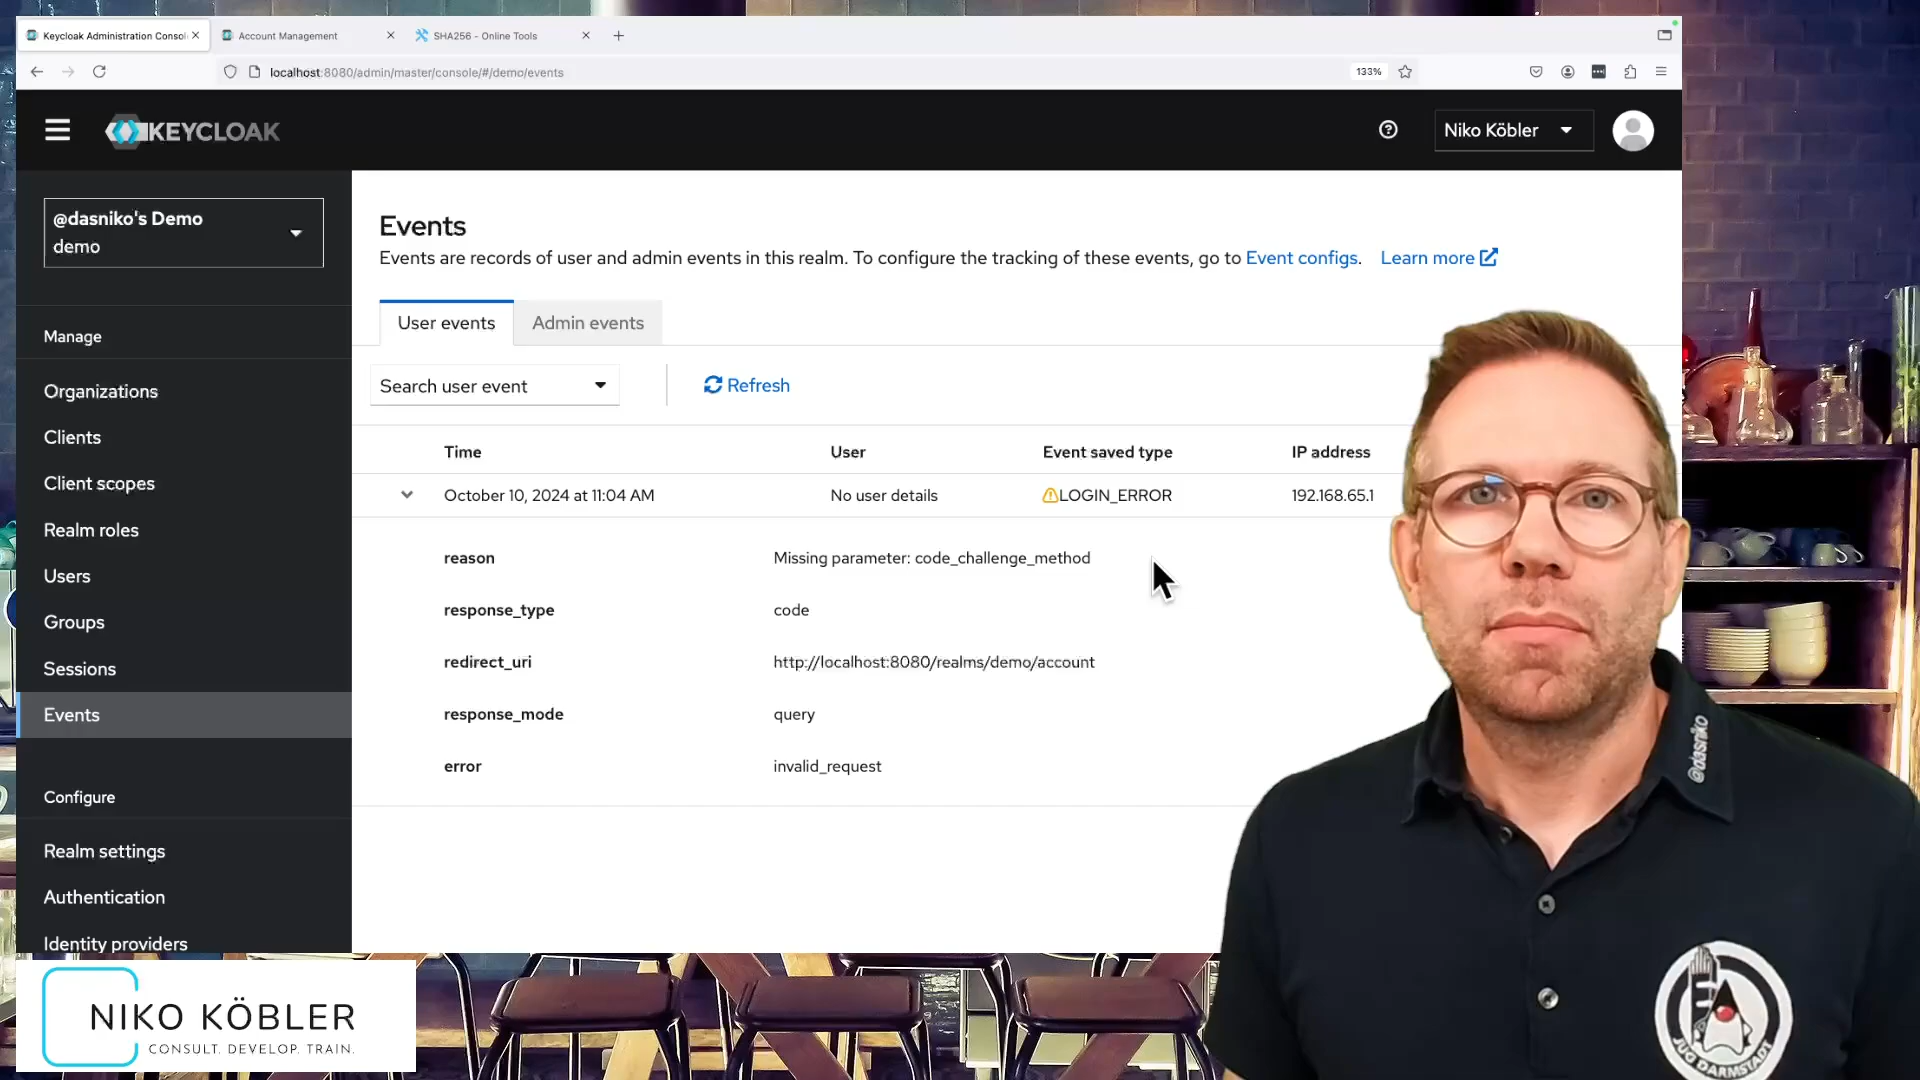 Keycloak Administration Consol
Account Management
SHA256 - Online Tools
localhost:8080/admin/master/console/#/demo/events
133%
KEYCLOAK
Niko Köbler
@dasniko's Demo
demo
Manage
Organizations
Clients
Client scopes
Realm roles
Users
Groups
Sessions
Events
Configure
Realm settings
Authentication
Identity providers
Events
Events are records of user and admin events in this realm. To configure the tracking of these events, go to Event configs. Learn more
User events
Admin events
Search user event
Refresh
Time User Event saved type IP address
October 10, 2024 at 11:04 AM No user details LOGIN_ERROR 192.168.65.1
reason Missing parameter: code_challenge_method
response_type code
redirect_uri http://localhost:8080/realms/demo/account
response_mode query
error invalid_request
@dasniko
JUG DARMSTADT
NIKO KÖBLER
CONSULT. DEVELOP. TRAIN.